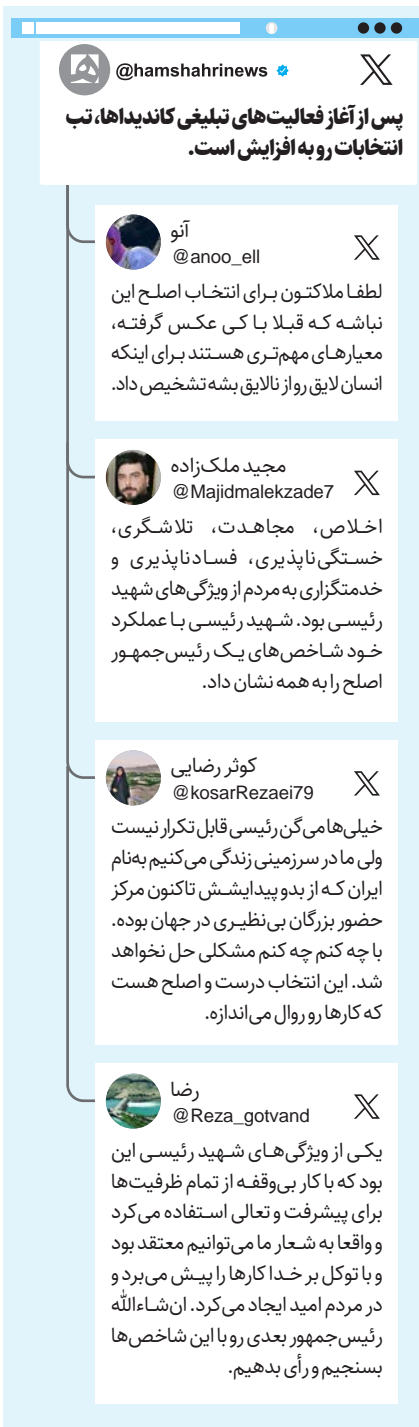 @hamshahrinews
پس از آغاز فعالیت‌های تبلیغی کاندیداها، تب
انتخابات رو به افزایش است.
آنو
@anoo_ell
لطفا ملاکتون برای انتخاب اصلح این
نباشه که قبلا با کی عکس گرفته،
معیارهای مهم‌تری هستند برای اینکه
انسان لایق رو از نالایق بشه تشخیص داد.
مجید ملک‌زاده
@Majidmalekzade7
اخلاص، مجاهدت، تلاشگری،
خستگی‌ناپذیری، فسادناپذیری و
خدمتگزاری به مردم از ویژگی‌های شهید
رئیسی بود. شهید رئیسی با عملکرد
خود شاخص‌های یک رئیس‌جمهور
اصلح را به همه نشان داد.
کوثر رضایی
@kosarRezaei79
خیلی‌ها می‌گن رئیسی قابل تکرار نیست
ولی ما در سرزمینی زندگی می‌کنیم به‌نام
ایران که از بدو پیدایشش تاکنون مرکز
حضور بزرگان بی‌نظیری در جهان بوده.
با چه کنم چه کنم مشکلی حل نخواهد
شد. این انتخاب درست و اصلح هست
که کارها رو روال می‌اندازه.
رضا
@Reza_gotvand
یکی از ویژگی‌های شهید رئیسی این
بود که با کار بی‌وقفه از تمام ظرفیت‌ها
برای پیشرفت و تعالی استفاده می‌کرد
و واقعا به شعار ما می‌توانیم معتقد بود
و با توکل بر خدا کارها را پیش می‌برد و
در مردم امید ایجاد می‌کرد. ان‌شاءالله
رئیس‌جمهور بعدی رو با این شاخص‌ها
بسنجیم و رأی بدهیم.